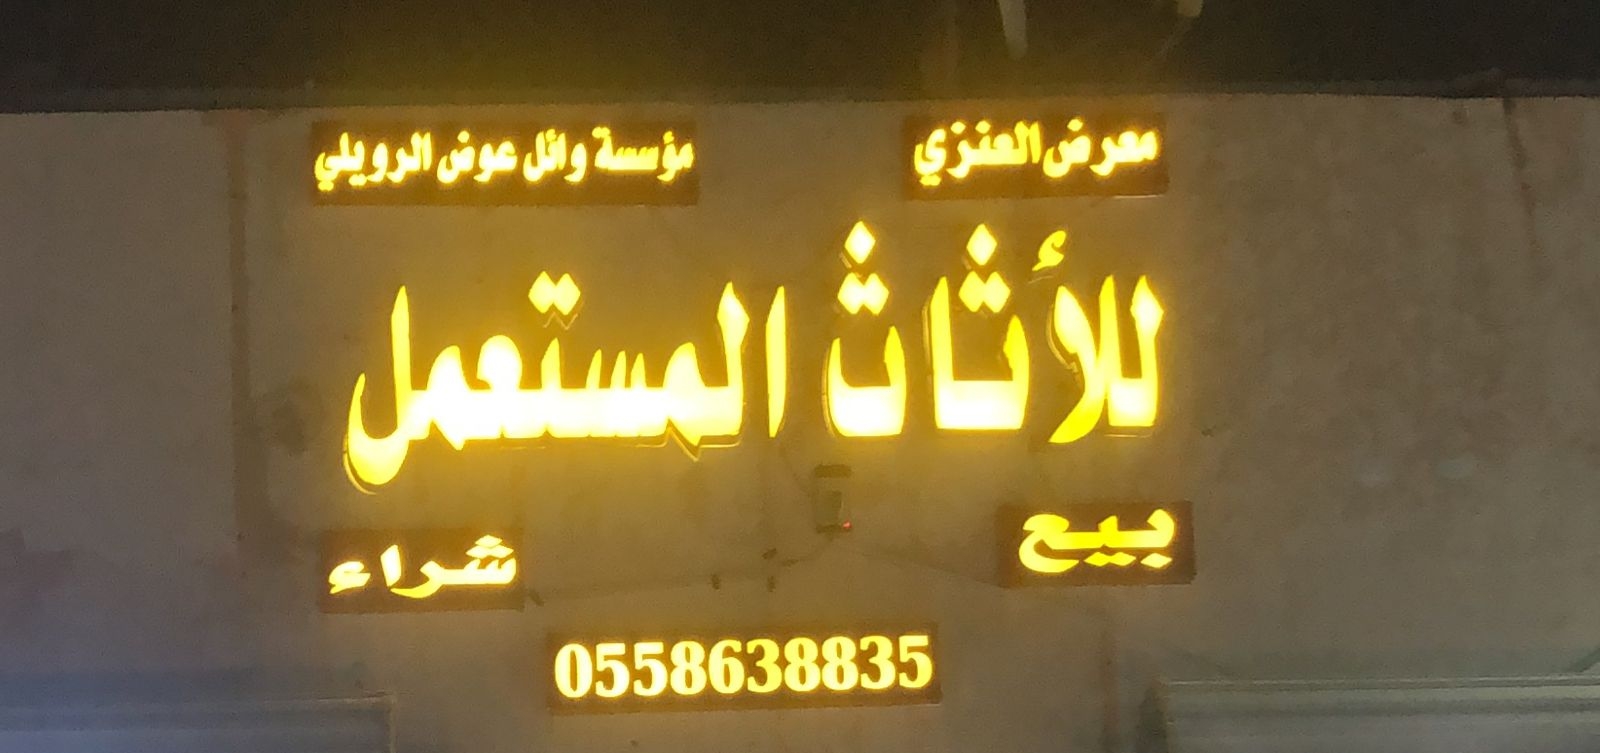 معرض العنزي
مؤسسة وائل عوض الرويلي
للأثاث المستعمل
بيع
شراء
0558638835